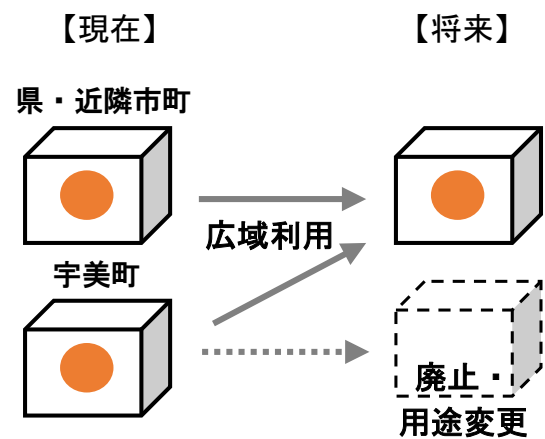 【現在】
【将来】
県・近隣市町
広域利用
宇美町
廃止・
用途変更